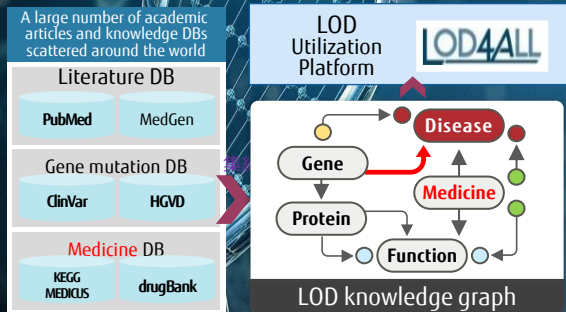 A large number of academic
articles and knowledge DBs
scattered around the world
Literature DB
PubMed
MedGen
Gene mutation DB
ClinVar
HGVD
Medicine DB
KEGG
MEDICUS
drugBank
LOD
Utilization
Platform
LOD4ALL
Disease
Gene
Medicine
Protein
Function
LOD knowledge graph